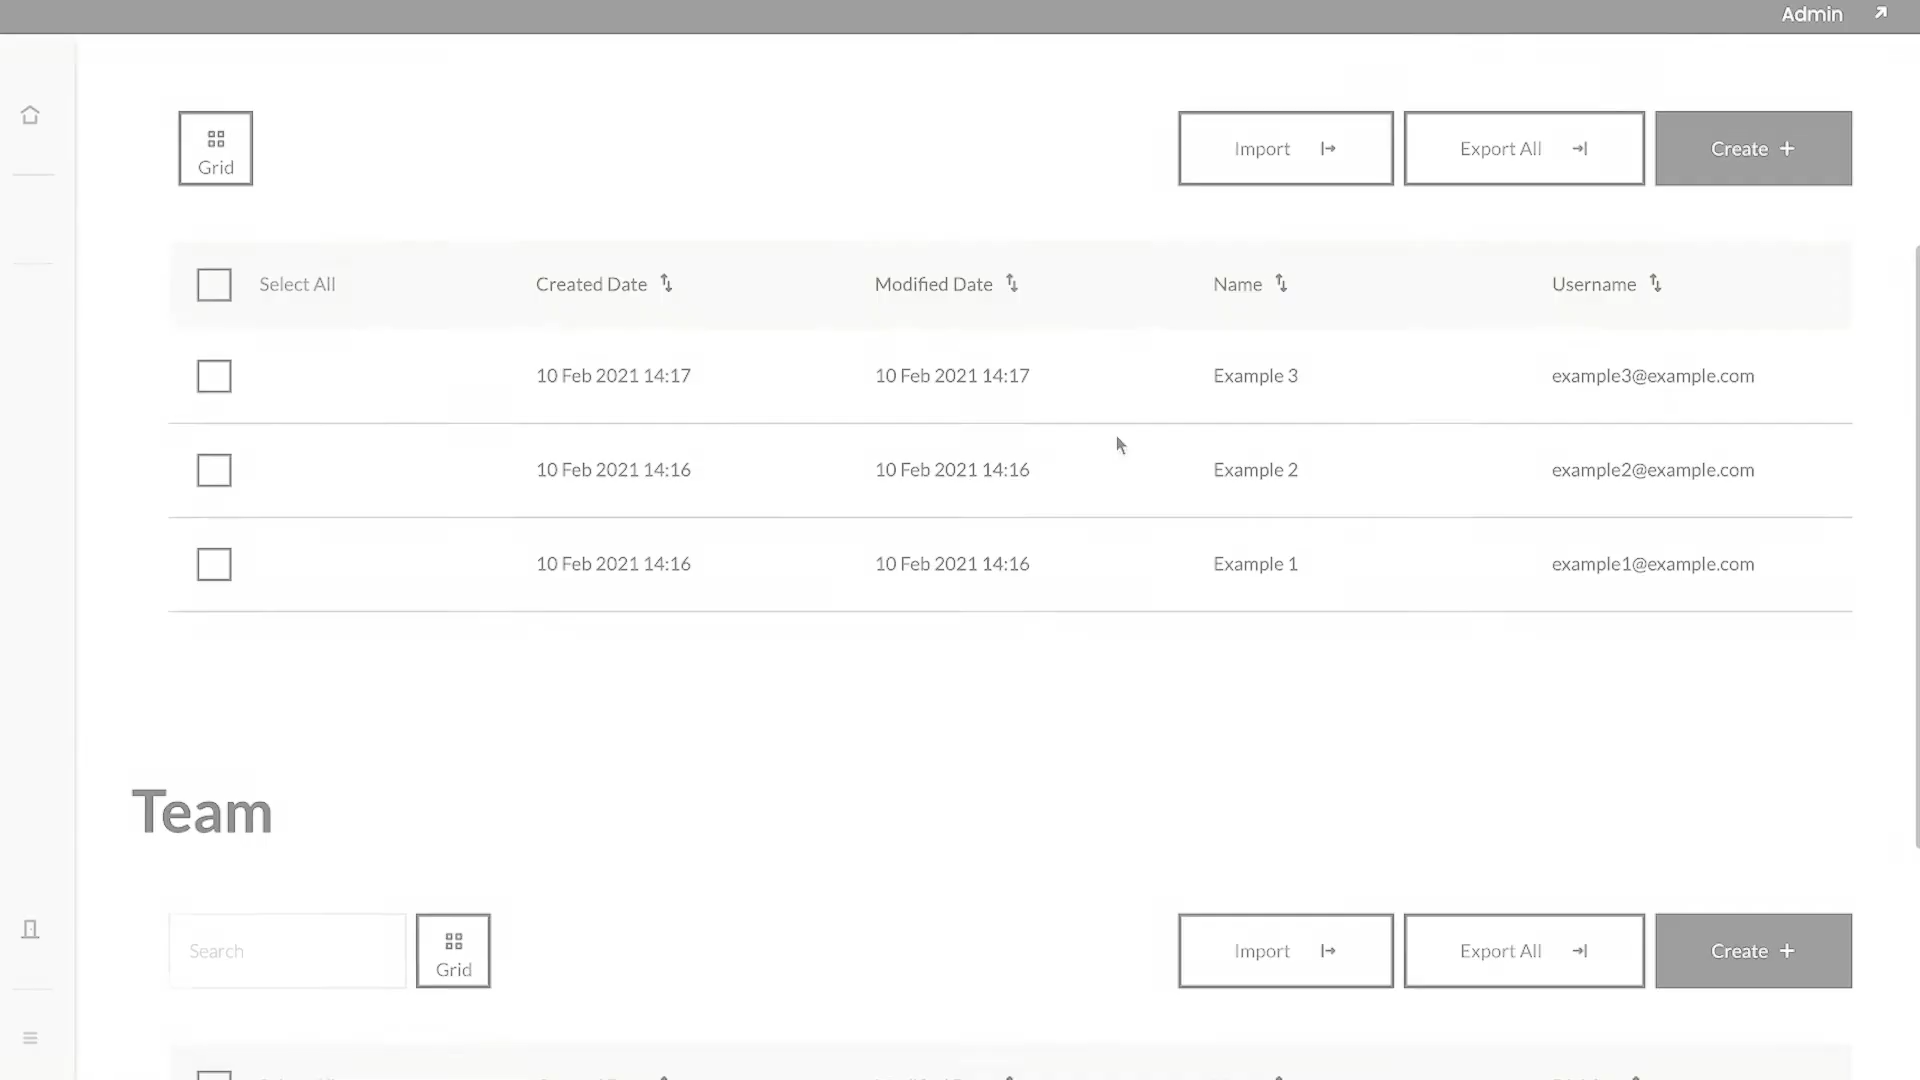 Admin
Grid
Import
Export All
Create
Select All Created Date Modified Date Name Username
10 Feb 2021 14:17 10 Feb 2021 14:17 Example 3 example3@example.com
10 Feb 2021 14:16 10 Feb 2021 14:16 Example 2 example2@example.com
10 Feb 2021 14:16 10 Feb 2021 14:16 Example 1 example1@example.com
Team
Search
Grid
Import
Export All
Create